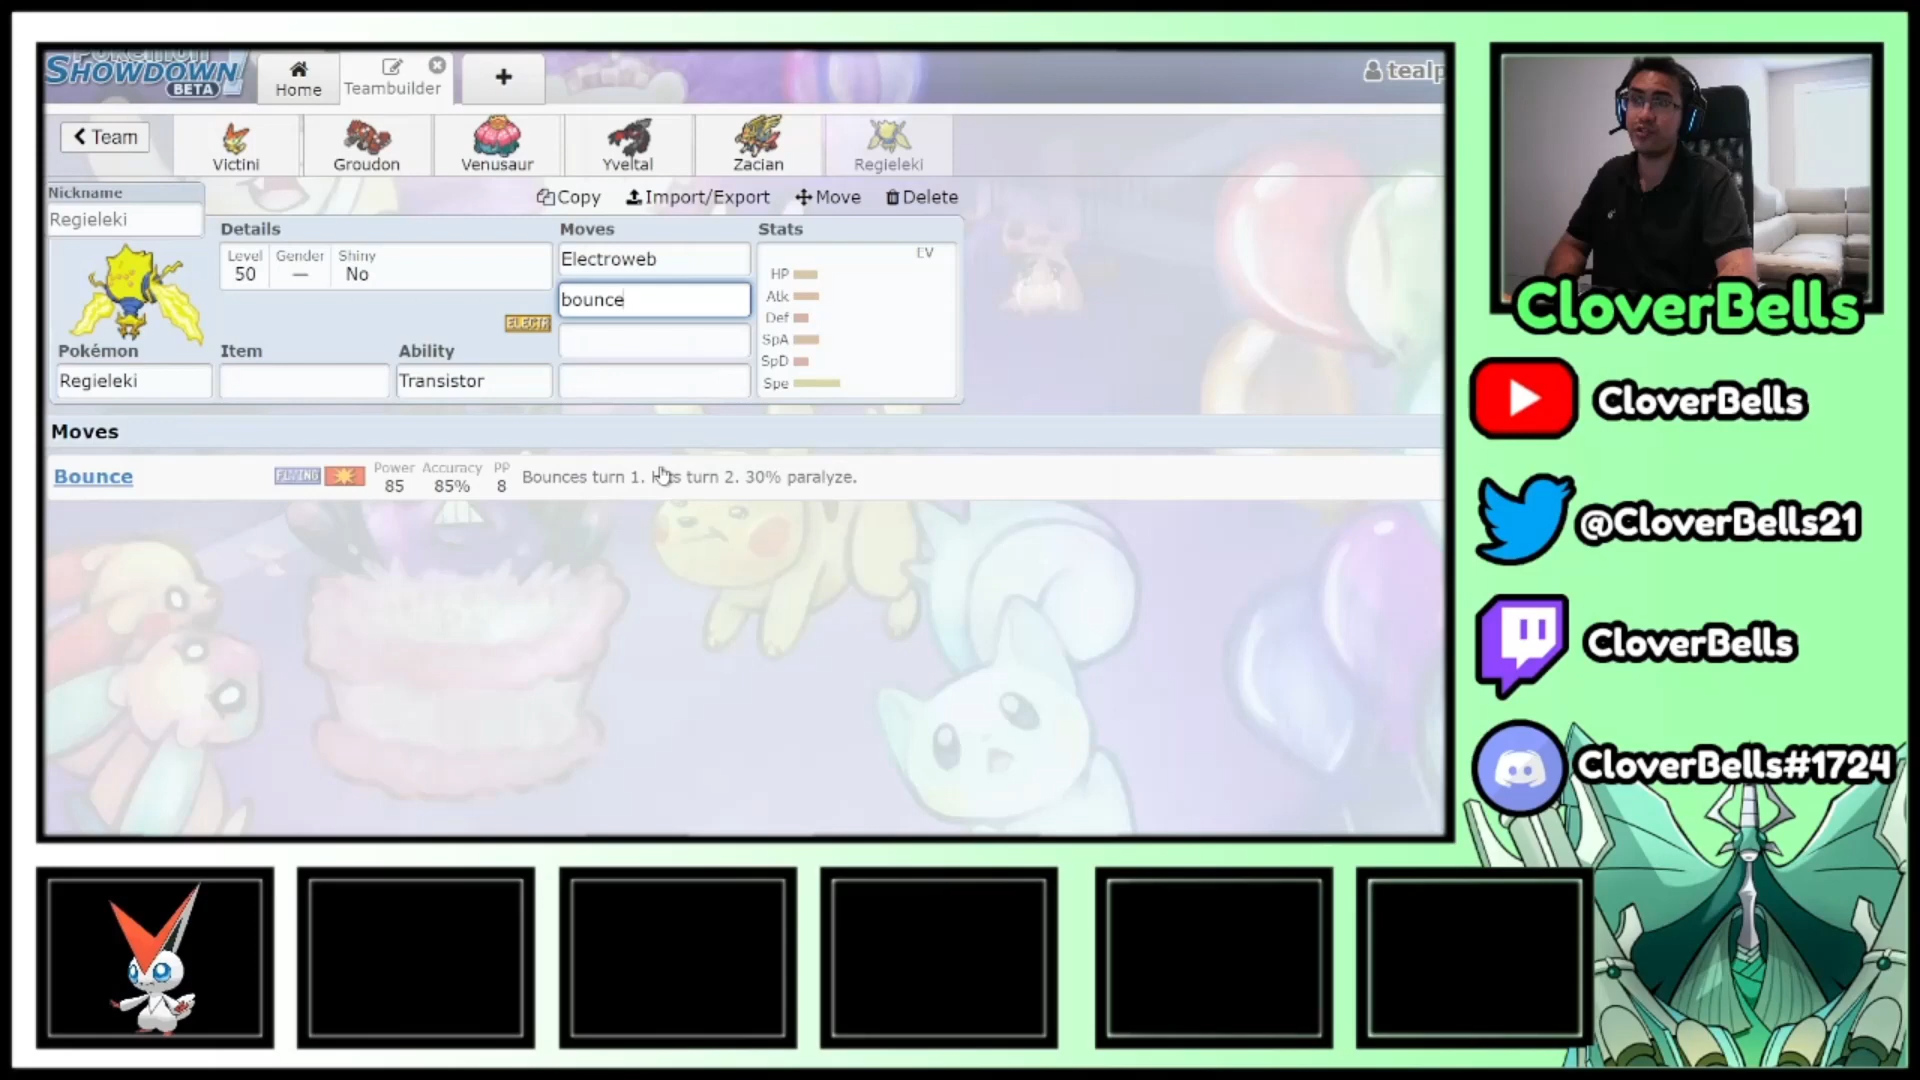 Pokémon
SHOWDOWN!
BETA
Home
Teambuilder
tealp
Team
Victini
Groudon
Venusaur
Yveltal
Zacian
Regieleki
Nickname
Regieleki
Copy
Import/Export
Move
Delete
Details
Moves
Stats
Level
50
Gender
—
Shiny
No
Electroweb
bounce
EV
HP
Atk
Def
SpA
SpD
Spe
ELECTR
Pokémon
Regieleki
Item
Ability
Transistor
Moves
Bounce
FLYING
Power
85
Accuracy
85%
PP
8
Bounces turn 1. Hits turn 2. 30% paralyze.
CloverBells
CloverBells
@CloverBells21
CloverBells
CloverBells#1724